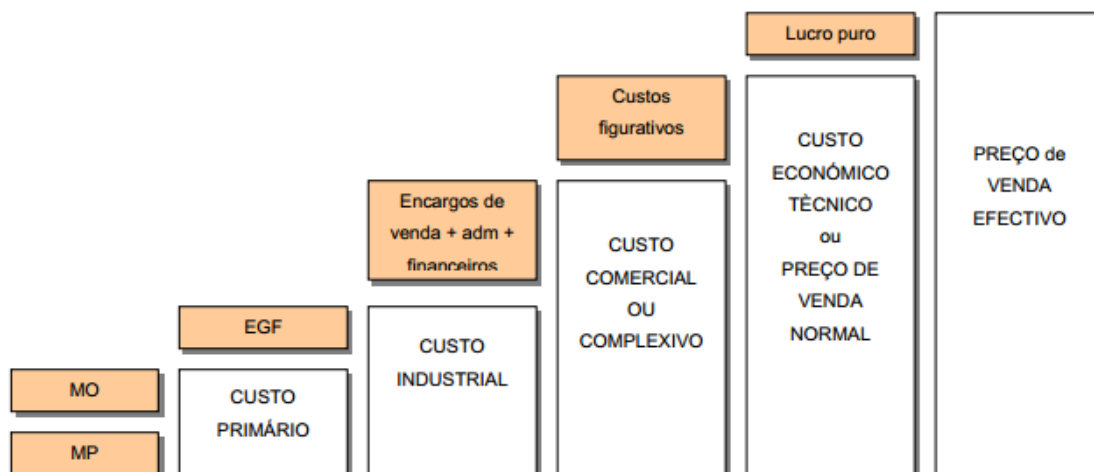 Lucro puro
Custos
figurativos
CUSTO
ECONÓMICO
TÈCNICO
ou
PREÇO DE
VENDA
NORMAL
PREÇO de
VENDA
EFECTIVO
Encargos de
venda + adm +
financeiros
CUSTO
COMERCIAL
OU
COMPLEXIVO
EGF
CUSTO
INDUSTRIAL
MO
CUSTO
PRIMÁRIO
MP